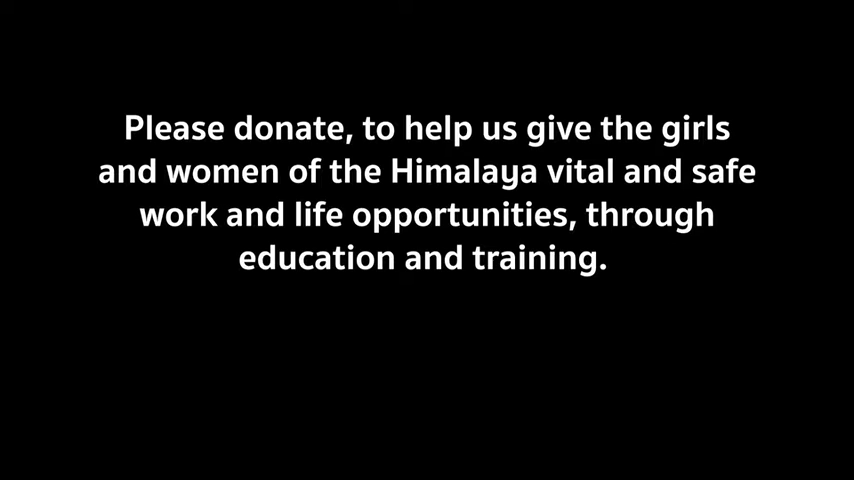 Please donate, to help us give the girls
and women of the Himalaya vital and safe
work and life opportunities, through
education and training.